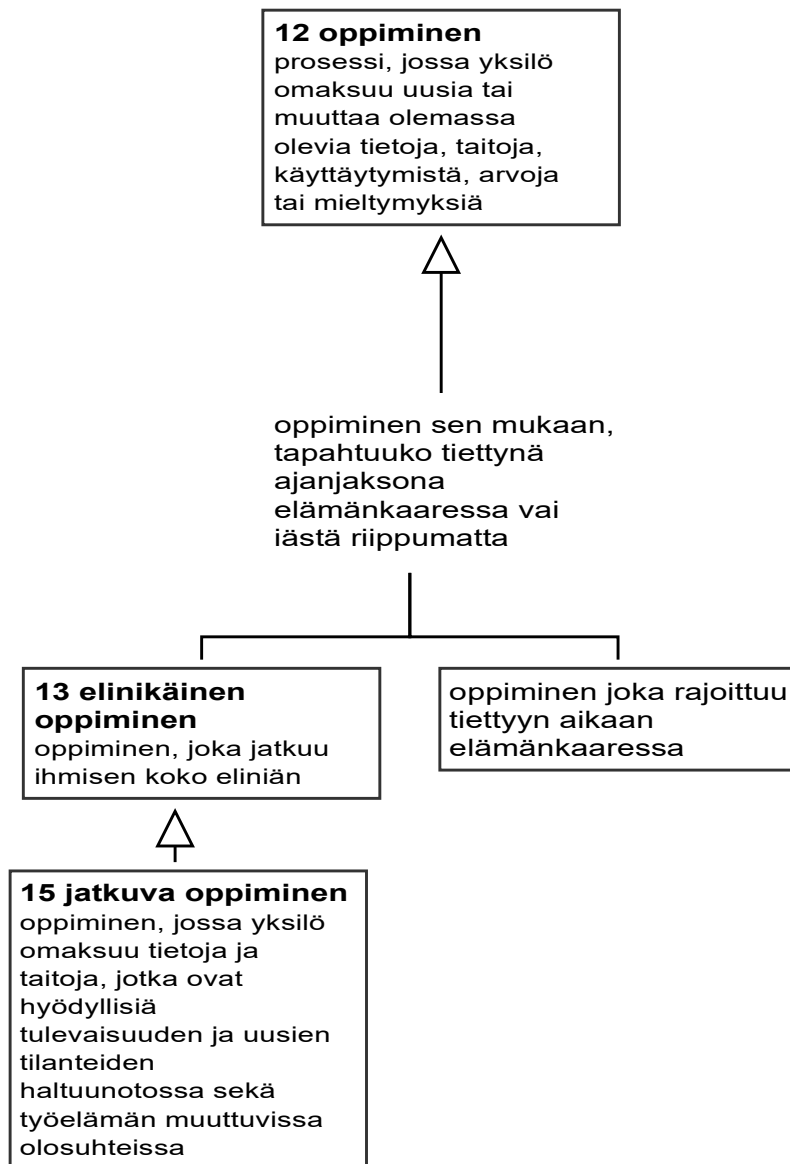 12 oppiminen
prosessi, jossa yksilö
omaksuu uusia tai
muuttaa olemassa
olevia tietoja, taitoja,
käyttäytymistä, arvoja
tai mieltymyksiä
oppiminen sen mukaan,
tapahtuuko tiettynä
ajanjaksona
elämänkaaressa vai
iästä riippumatta
13 elinikäinen
oppiminen
oppiminen, joka jatkuu
ihmisen koko eliniän
oppiminen joka rajoittuu
tiettyyn aikaan
elämänkaaressa
15 jatkuva oppiminen
oppiminen, jossa yksilö
omaksuu tietoja ja
taitoja, jotka ovat
hyödyllisiä
tulevaisuuden ja uusien
tilanteiden
haltuunotossa sekä
työelämän muuttuvissa
olosuhteissa